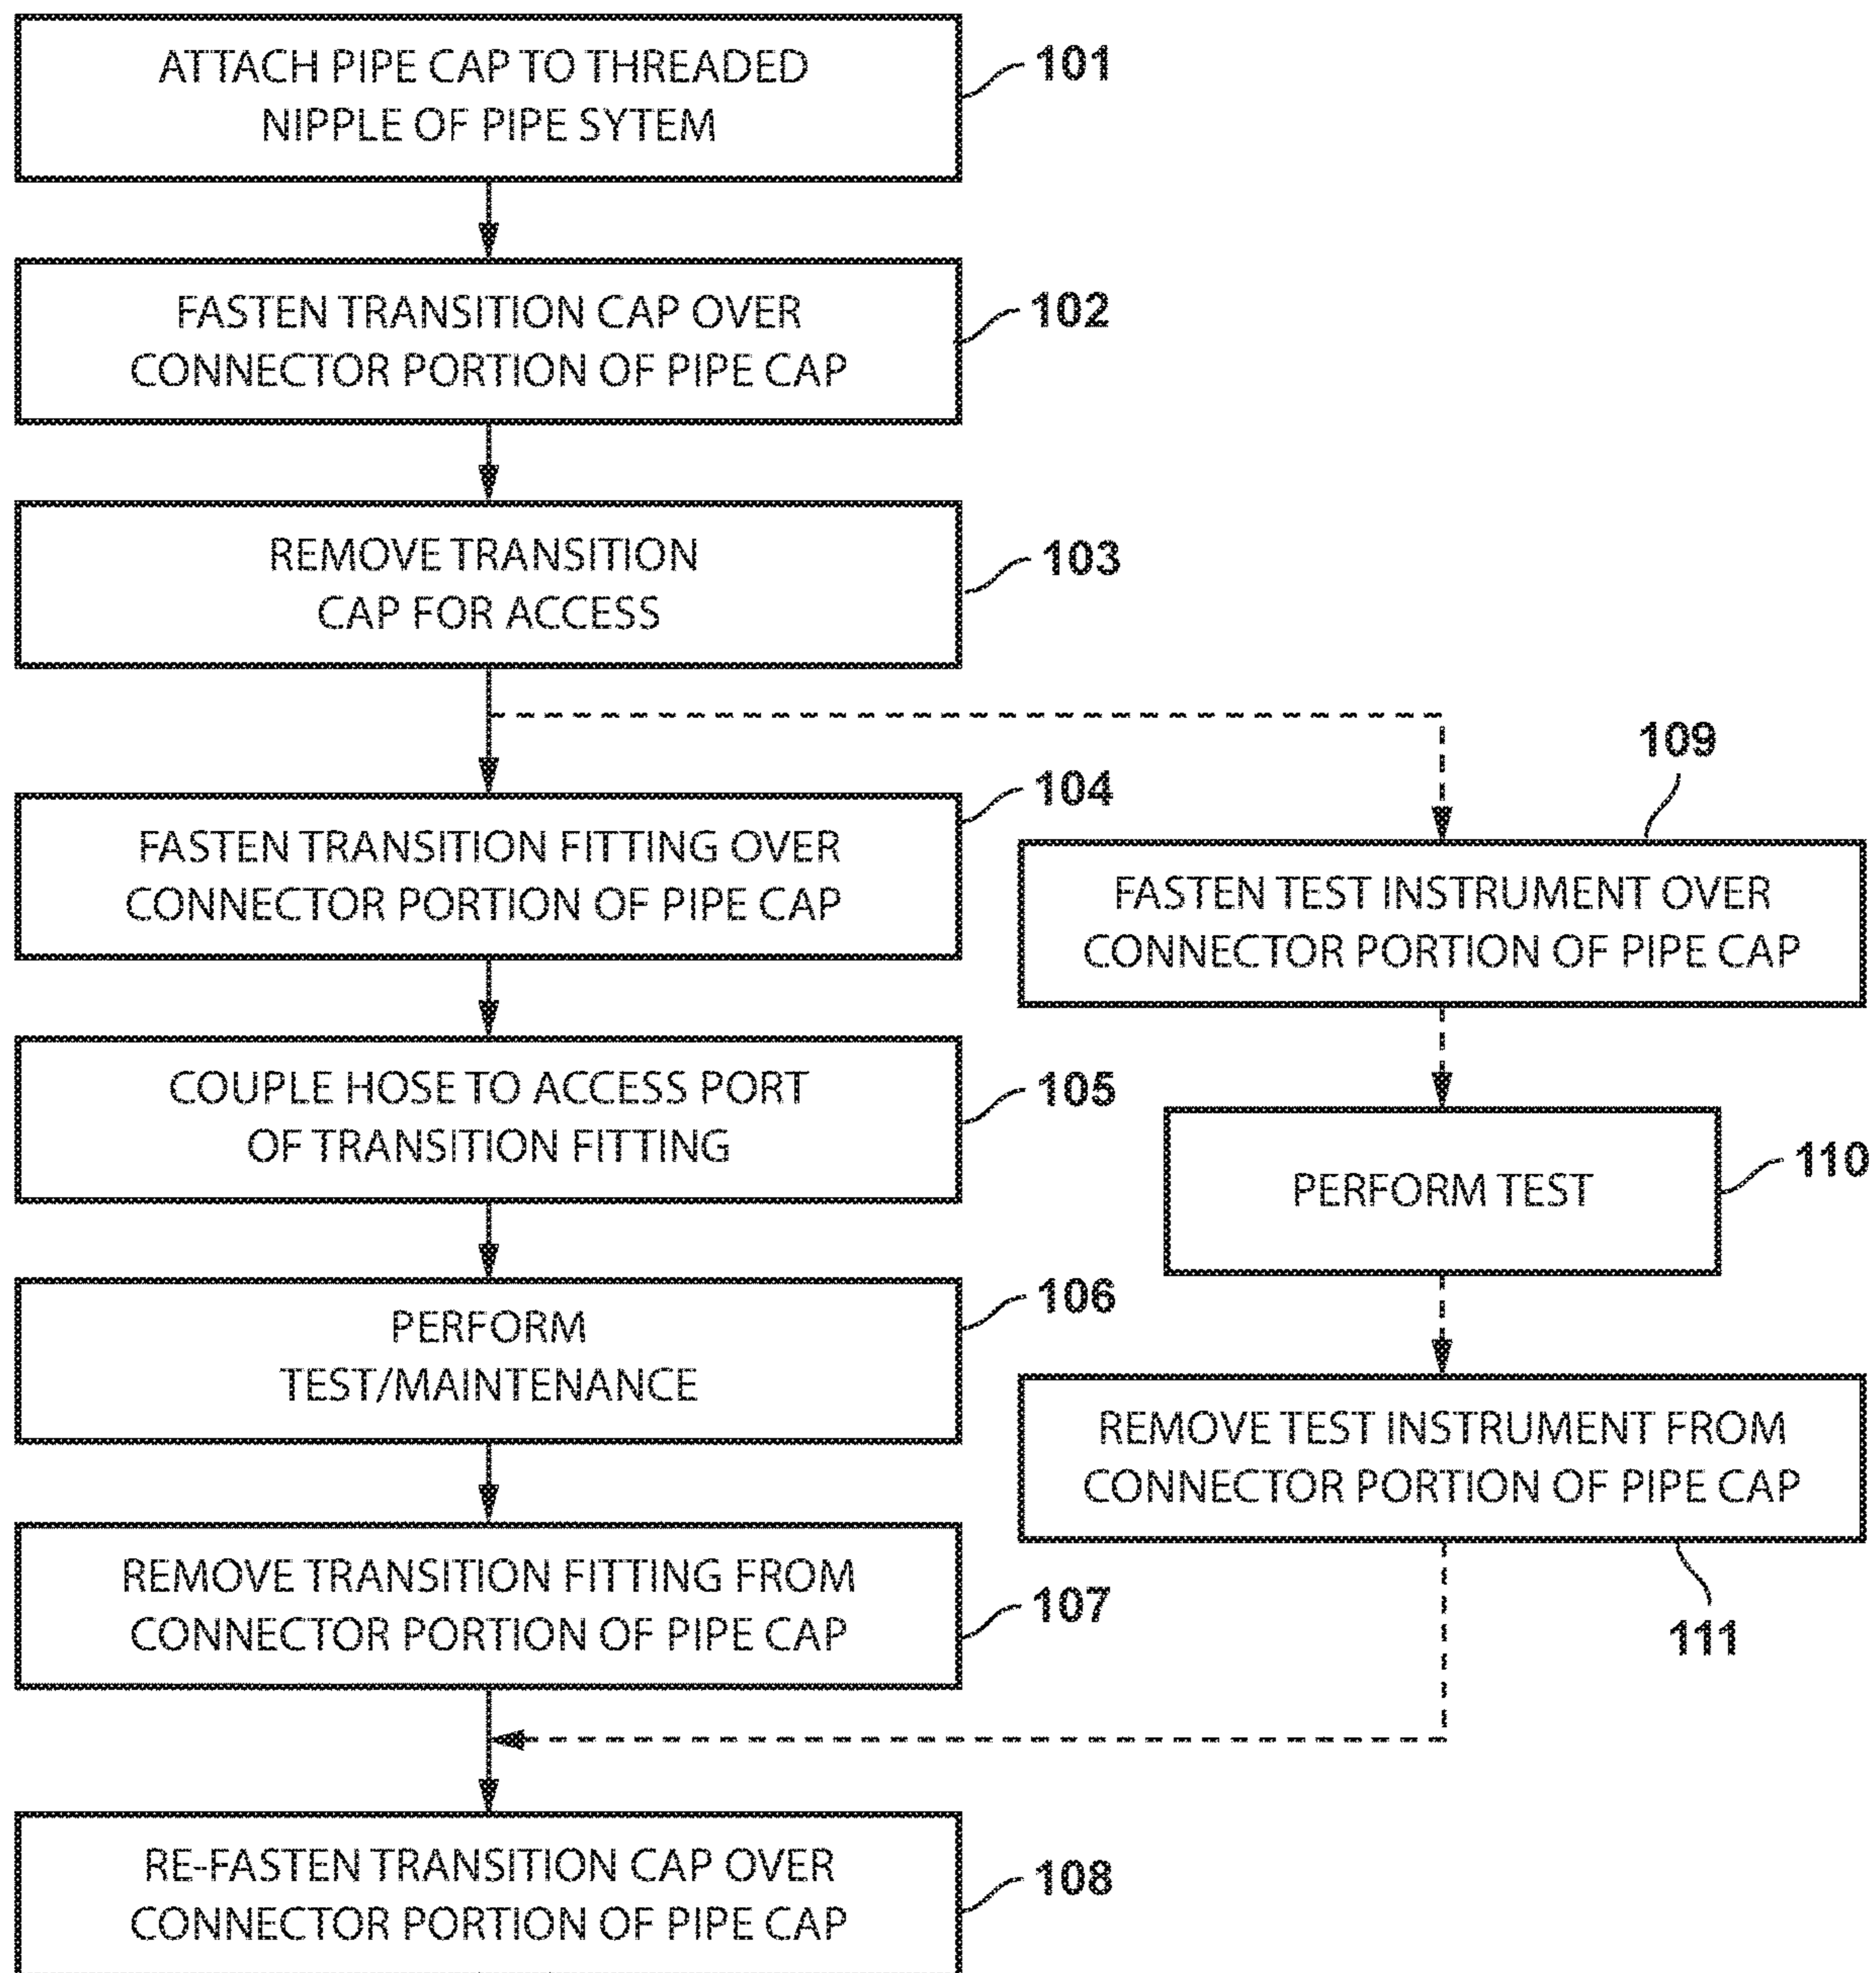 ATTACH PIPE CAP TO THREADED
NIPPLE OF PIPE SYTEM
101
FASTEN TRANSITION CAP OVER
CONNECTOR PORTION OF PIPE CAP
102
REMOVE TRANSITION
CAP FOR ACCESS
103
FASTEN TRANSITION FITTING OVER
CONNECTOR PORTION OF PIPE CAP
104
COUPLE HOSE TO ACCESS PORT
OF TRANSITION FITTING
105
PERFORM
TEST/MAINTENANCE
106
REMOVE TRANSITION FITTING FROM
CONNECTOR PORTION OF PIPE CAP
107
RE-FASTEN TRANSITION CAP OVER
CONNECTOR PORTION OF PIPE CAP
108
109
FASTEN TEST INSTRUMENT OVER
CONNECTOR PORTION OF PIPE CAP
PERFORM TEST
110
REMOVE TEST INSTRUMENT FROM
CONNECTOR PORTION OF PIPE CAP
111